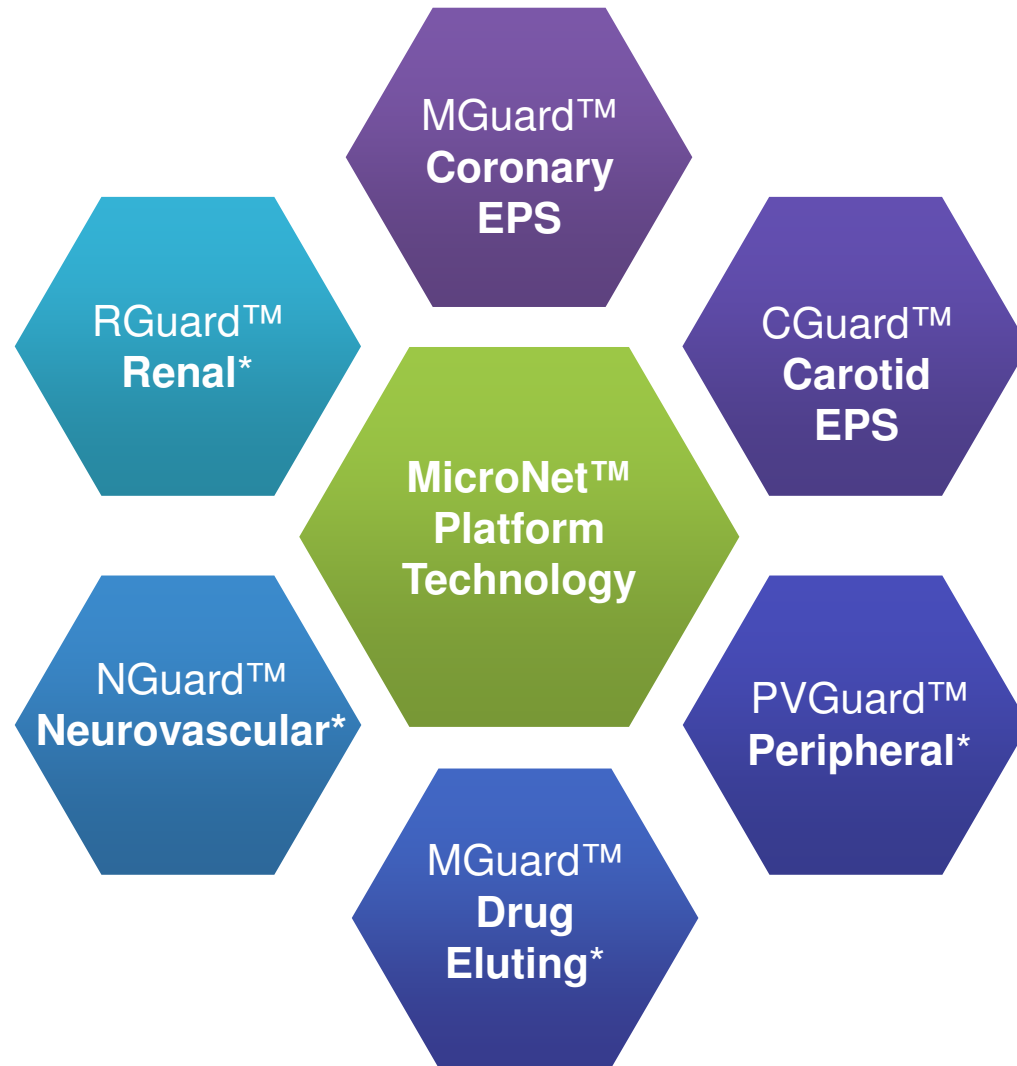 MGuard™
Coronary
EPS
RGuard™
Renal*
CGuard™
Carotid
EPS
MicroNet™
Platform
Technology
NGuard™
Neurovascular*
PVGuard™
Peripheral*
MGuard™
Drug
Eluting*